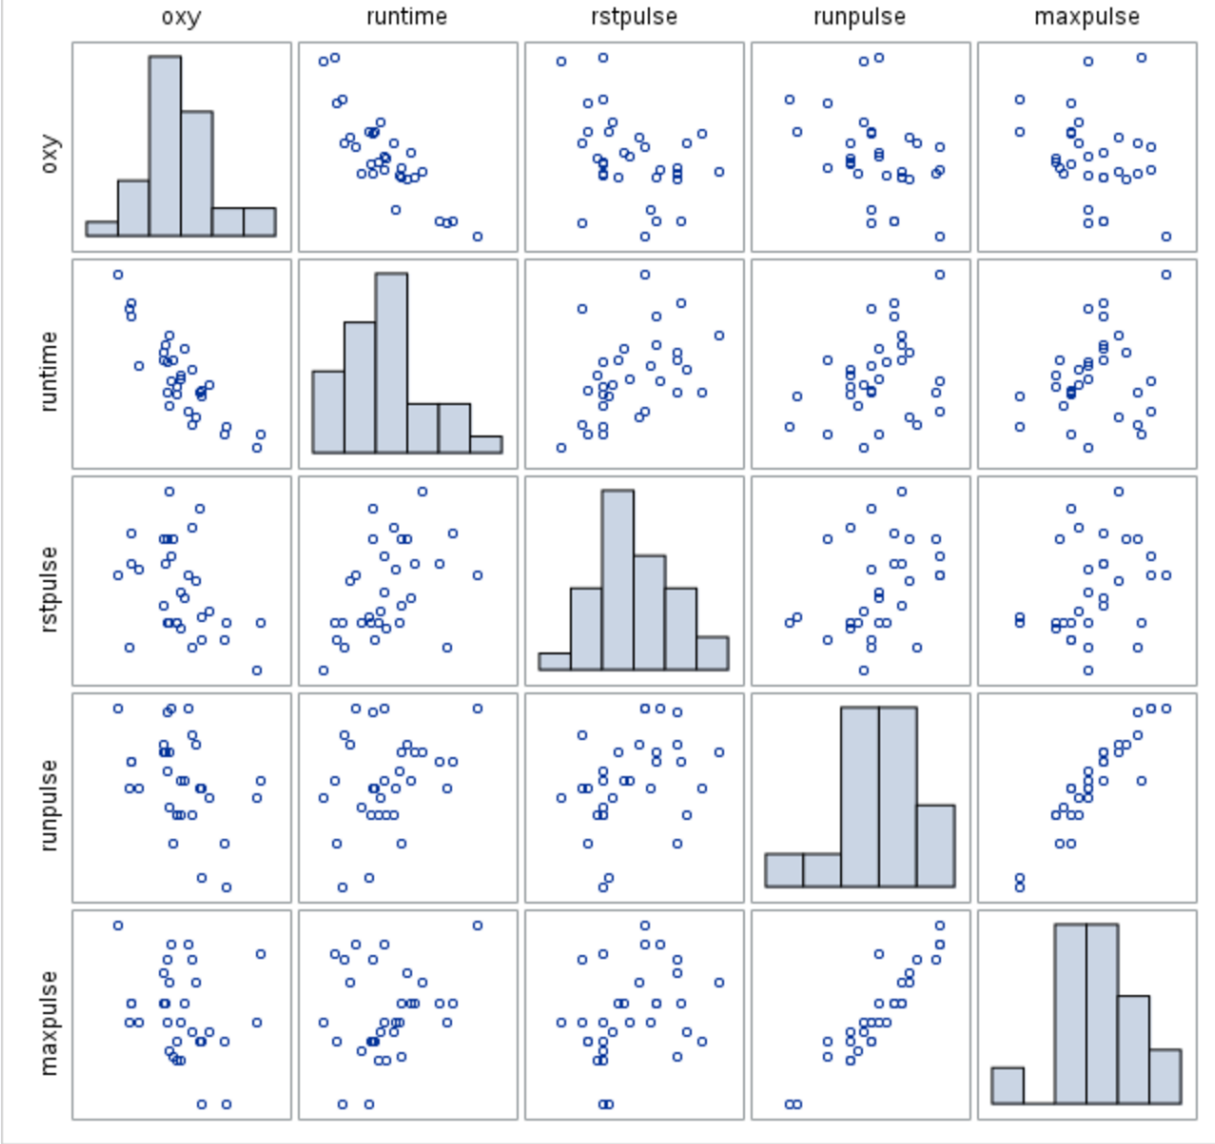 oxy runtime rstpulse runpulse maxpulse
oxy
runtime
rstpulse
runpulse
maxpulse